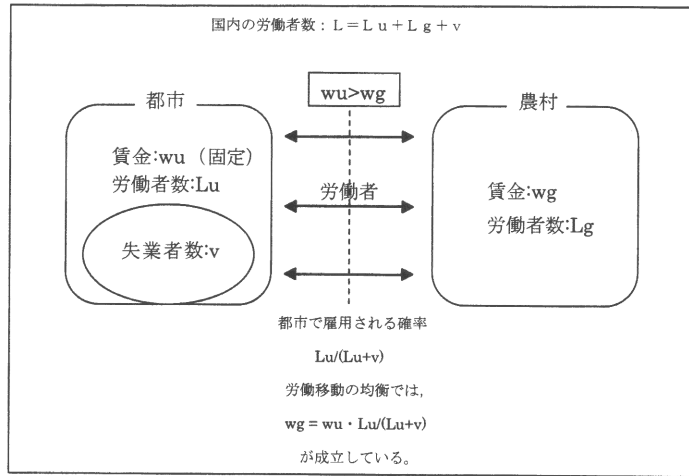 国内の労働者数：L＝Lu＋Lg＋v
都市
賃金:wu（固定）
労働者数:Lu
失業者数:v
wu>wg
労働者
農村
賃金:wg
労働者数:Lg
都市で雇用される確率
Lu/(Lu+v)
労働移動の均衡では,
wg = wu・Lu/(Lu+v)
が成立している。